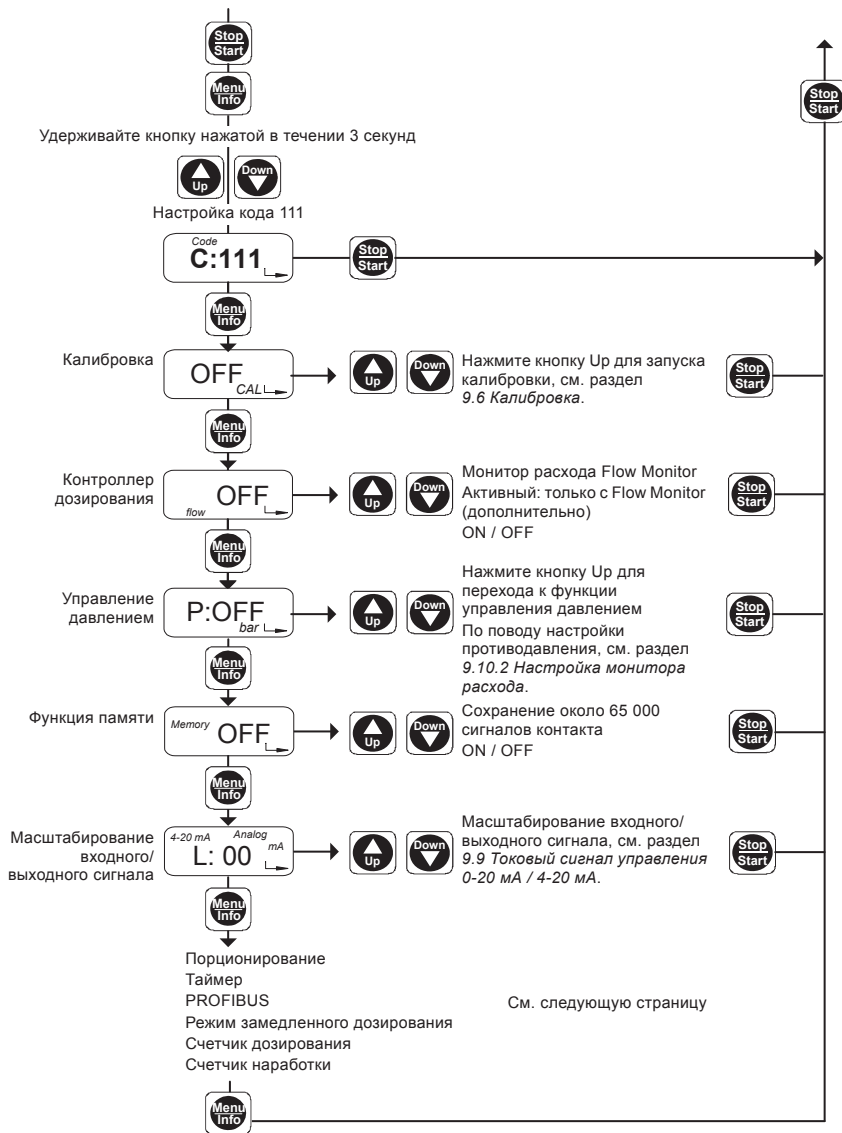 Stop
Start
Menu
Info
Stop
Start
Удерживайте кнопку нажатой в течении 3 секунд
Up
Down
Настройка кода 111
Code
C:111
Stop
Start
Menu
Info
Калибровка
OFF
CAL
Up
Down
Нажмите кнопку Up для запуска
калибровки, см. раздел
9.6 Калибровка.
Stop
Start
Menu
Info
Контроллер
дозирования
OFF
flow
Up
Down
Монитор расхода Flow Monitor
Активный: только с Flow Monitor
(дополнительно)
ON / OFF
Stop
Start
Menu
Info
Управление
давлением
P:OFF
bar
Up
Down
Нажмите кнопку Up для
перехода к функции
управления давлением
По поводу настройки
противодавления, см. раздел
9.10.2 Настройка монитора
расхода.
Stop
Start
Menu
Info
Функция памяти
Memory OFF
Up
Down
Сохранение около 65 000
сигналов контакта
ON / OFF
Stop
Start
Menu
Info
Масштабирование
входного/
выходного сигнала
4-20 mA Analog
L: 00 mA
Up
Down
Масштабирование входного/
выходного сигнала, см. раздел
9.9 Токовый сигнал управления
0-20 мА / 4-20 мА.
Stop
Start
Menu
Info
Порционирование
Таймер
PROFIBUS
Режим замедленного дозирования
Счетчик дозирования
Счетчик наработки
См. следующую страницу
Menu
Info